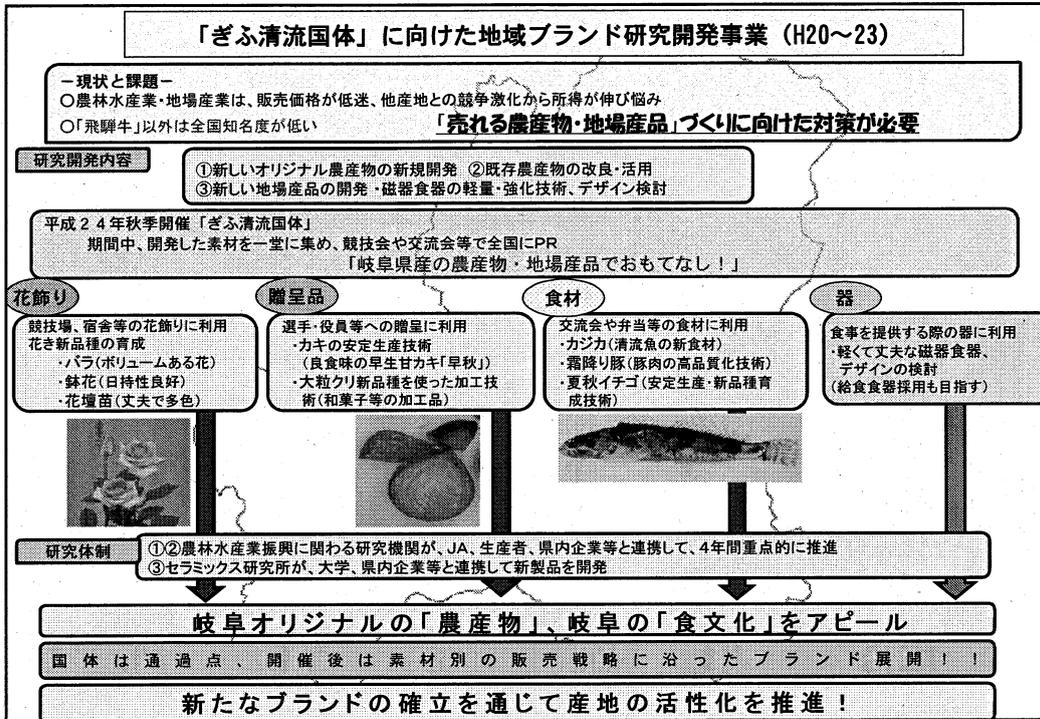 「ぎふ清流国体」に向けた地域ブランド研究開発事業（H20～23）
－現状と課題－
○農林水産業・地場産業は、販売価格が低迷、他産地との競争激化から所得が伸び悩み
○「飛騨牛」以外は全国知名度が低い 「売れる農産物・地場産品」づくりに向けた対策が必要
研究開発内容
①新しいオリジナル農産物の新規開発 ②既存農産物の改良・活用
③新しい地場産品の開発 ・磁器食器の軽量・強化技術、デザイン検討
平成２４年秋季開催「ぎふ清流国体」
期間中、開発した素材を一堂に集め、競技会や交流会等で全国にPR
「岐阜県産の農産物・地場産品でおもてなし！」
花飾り
競技場、宿舎等の花飾りに利用
花き新品種の育成
・バラ（ボリュームある花）
・鉢花（日持性良好）
・花壇苗（丈夫で多色）
贈呈品
選手・役員等への贈呈に利用
・カキの安定生産技術
（良食味の早生甘カキ「早秋」）
・大粒クリ新品種を使った加工技
術（和菓子等の加工品）
食材
交流会や弁当等の食材に利用
・カジカ（清流魚の新食材）
・霜降り豚（豚肉の高品質化技術）
・夏秋イチゴ（安定生産・新品種育
成技術）
器
食事を提供する際の器に利用
・軽くて丈夫な磁器食器、
デザインの検討
（給食食器採用も目指す）
研究体制
①②農林水産業振興に関わる研究機関が、JA、生産者、県内企業等と連携して、4年間重点的に推進
③セラミックス研究所が、大学、県内企業等と連携して新製品を開発
岐阜オリジナルの「農産物」、岐阜の「食文化」をアピール
国体は通過点、開催後は素材別の販売戦略に沿ったブランド展開！！
新たなブランドの確立を通じて産地の活性化を推進！